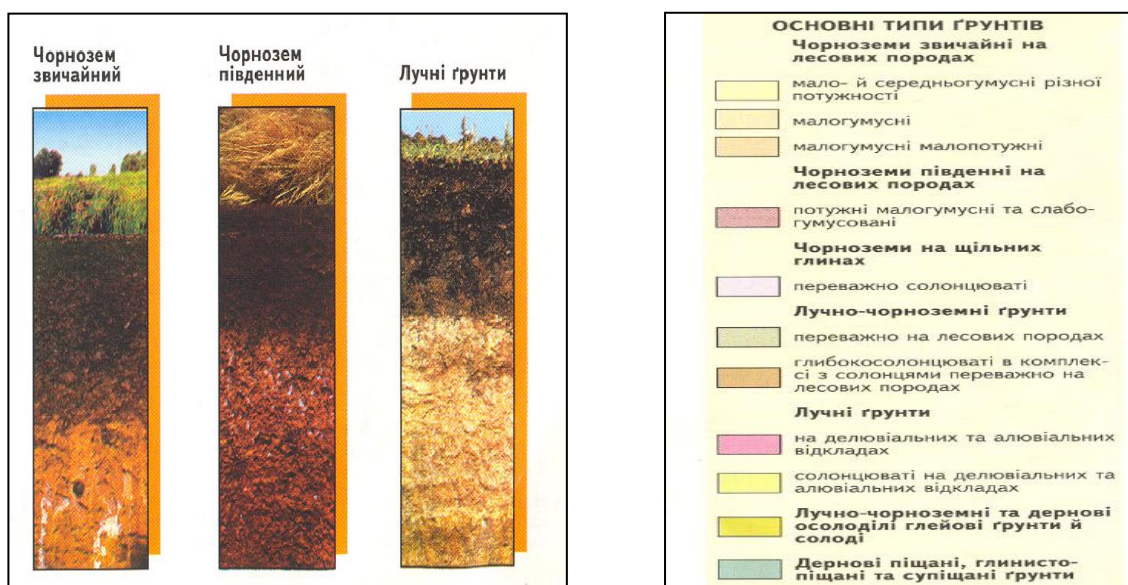 Чорнозем
звичайний
Чорнозем
південний
Лучні ґрунти
ОСНОВНІ ТИПИ ҐРУНТІВ
Чорноземи звичайні на
лесових породах
мало- й середньогумусні різної
потужності
малогумусні
малогумусні малопотужні
Чорноземи південні на
лесових породах
потужні малогумусні та слабо-
гумусовані
Чорноземи на щільних
глинах
переважно солонцюваті
Лучно-чорноземні ґрунти
переважно на лесових породах
глибокосолонцюваті в комплек-
сі з солонцями переважно на
лесових породах
Лучні ґрунти
на делювіальних та алювіальних
відкладах
солонцюваті на делювіальних та
алювіальних відкладах
Лучно-чорноземні та дернові
осолоділі глейові ґрунти й
солоді
Дернові піщані, глинисто-
піщані та супіщані ґрунти